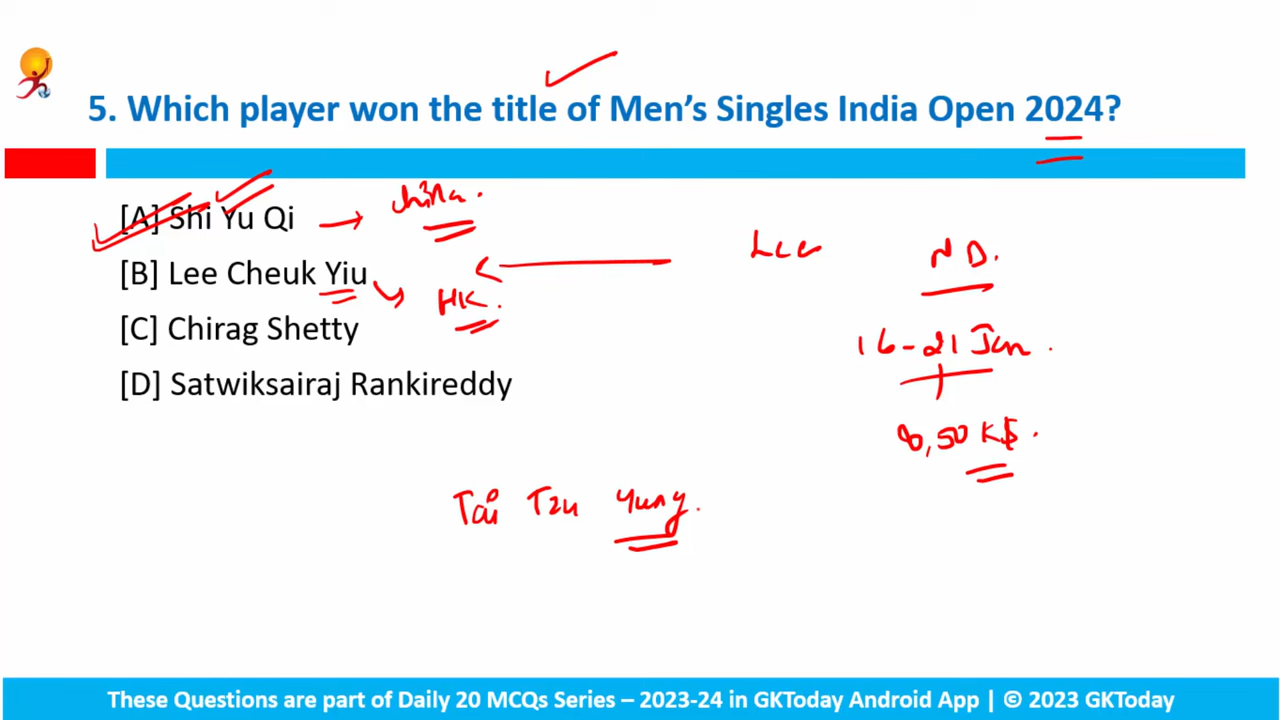 5. Which player won the title of Men's Singles India Open 2024?
[A] Shi Yu Qi
China.
[B] Lee Cheuk Yiu
HK.
Lee
N D.
[C] Chirag Shetty
16-21 Jan.
[D] Satwiksairaj Rankireddy
8,50 K$.
Tai Tzu Yung.
These Questions are part of Daily 20 MCQs Series – 2023-24 in GKToday Android App | © 2023 GKToday